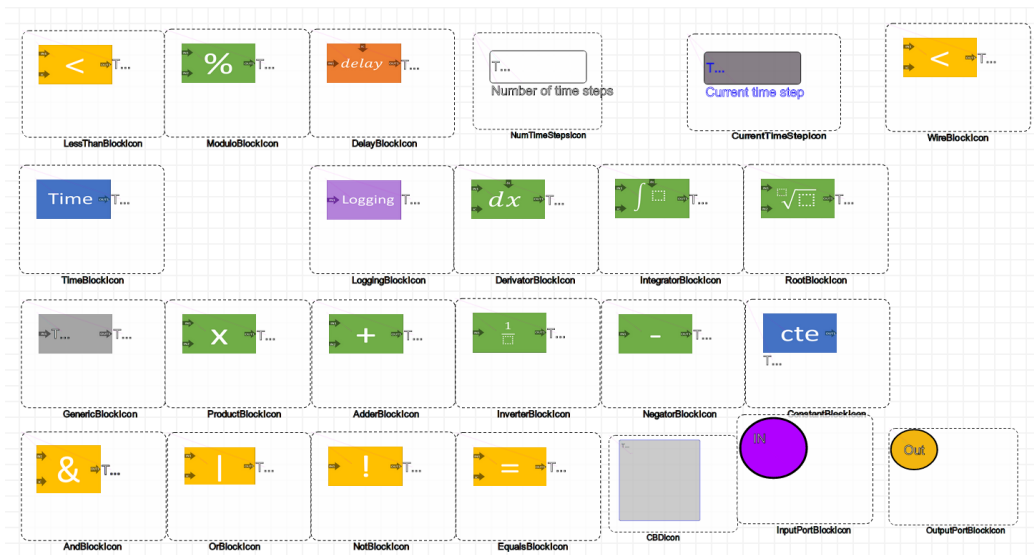 < T...
% T...
delay T...
T...
Number of time steps
T...
Current time step
< T...
LessThanBlockIcon
ModuloBlockIcon
DelayBlockIcon
NumTimeStepsIcon
CurrentTimeStepIcon
WireBlockIcon
Time T...
Logging T...
dx T...
∫ T...
√ T...
TimeBlockIcon
LoggingBlockIcon
DerivatorBlockIcon
IntegratorBlockIcon
RootBlockIcon
T... T...
x T...
+ T...
1 T...
- T...
cte
T...
GenericBlockIcon
ProductBlockIcon
AdderBlockIcon
InverterBlockIcon
NegatorBlockIcon
ConstantBlockIcon
& T...
| T...
! T...
= T...
T...
IN
Out
AndBlockIcon
OrBlockIcon
NotBlockIcon
EqualsBlockIcon
CBDIcon
InputPortBlockIcon
OutputPortBlockIcon